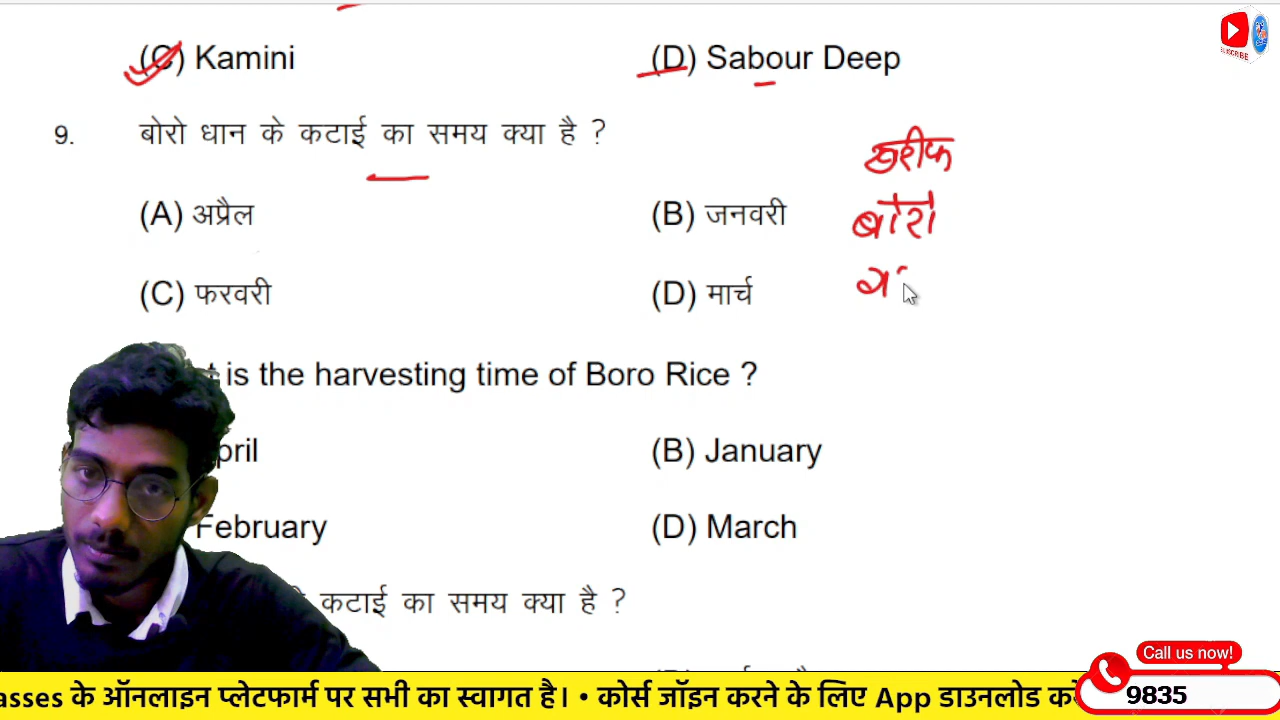 (C) Kamini (D) Sabour Deep
SUBSCRIBE
9. बोरो धान के कटाई का समय क्या है ?
खरीफ
(A) अप्रैल (B) जनवरी
बोरो
(C) फरवरी (D) मार्च
is the harvesting time of Boro Rice ?
pril (B) January
February (D) March
कटाई का समय क्या है ?
Call us now!
asses के ऑनलाइन प्लेटफार्म पर सभी का स्वागत है। • कोर्स जॉइन करने के लिए App डाउनलोड करें
9835